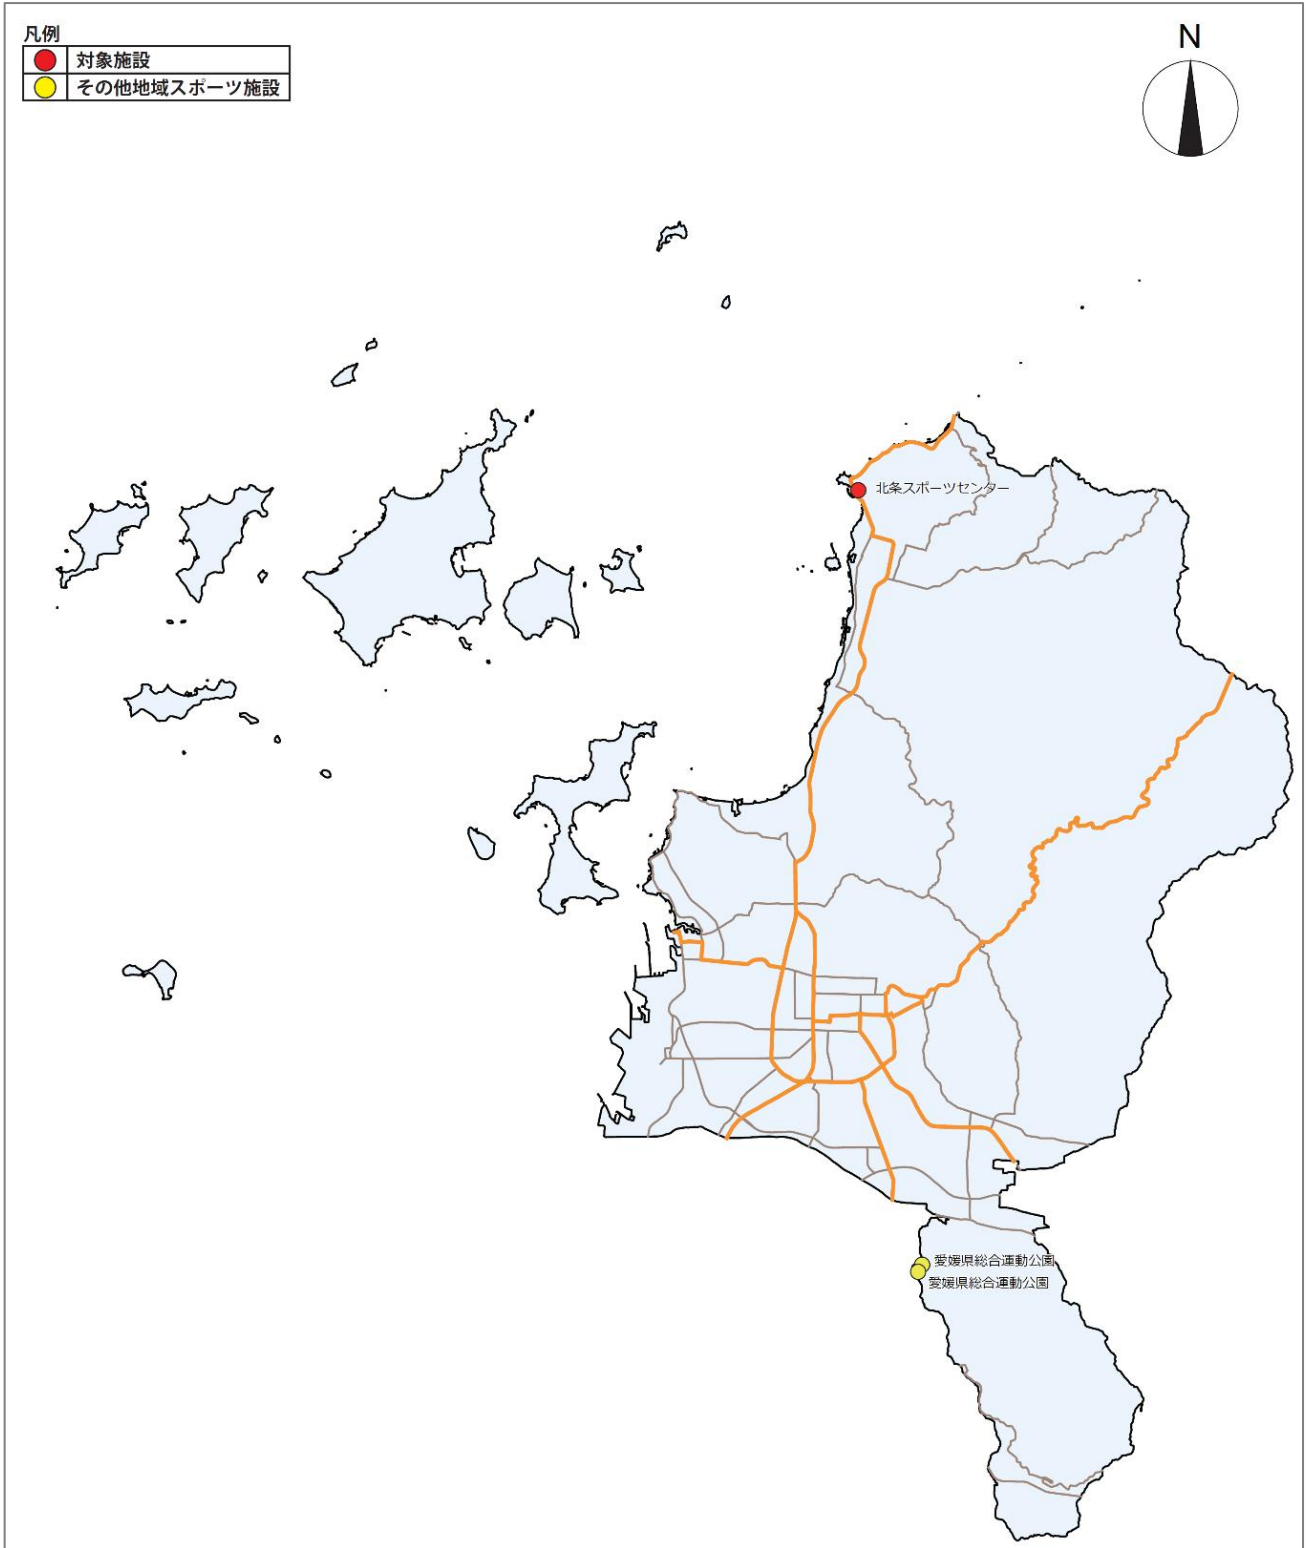 凡例
対象施設
その他地域スポーツ施設
N
北条スポーツセンター
愛媛県総合運動公園
愛媛県総合運動公園